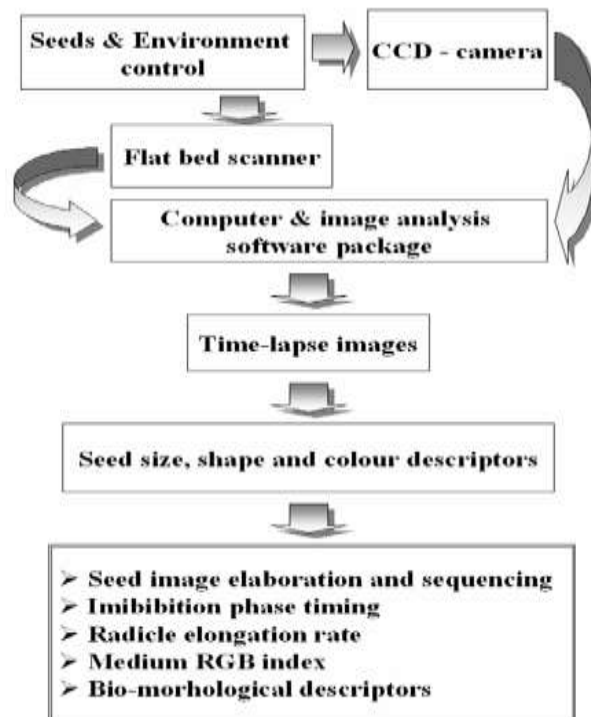 Seeds & Environment
control
CCD - camera
Flat bed scanner
Computer & image analysis
software package
Time-lapse images
Seed size, shape and colour descriptors
➢ Seed image elaboration and sequencing
➢ Imibibition phase timing
➢ Radicle elongation rate
➢ Medium RGB index
➢ Bio-morhological descriptors